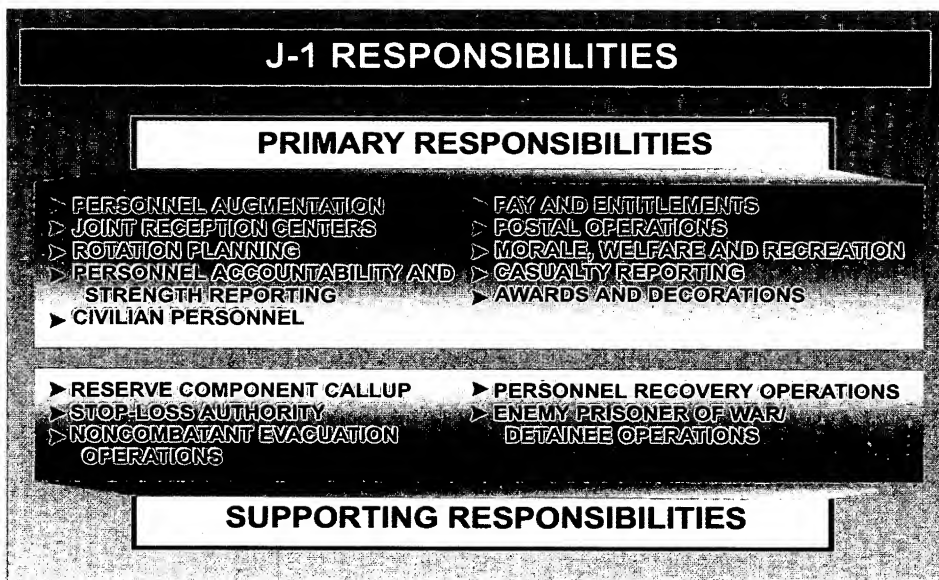 J-1 RESPONSIBILITIES
PRIMARY RESPONSIBILITIES
➤ PERSONNEL AUGMENTATION
➤ JOINT RECEPTION CENTERS
➤ ROTATION PLANNING
➤ PERSONNEL ACCOUNTABILITY AND
STRENGTH REPORTING
➤ CIVILIAN PERSONNEL
➤ PAY AND ENTITLEMENTS
➤ POSTAL OPERATIONS
➤ MORALE, WELFARE AND RECREATION
➤ CASUALTY REPORTING
➤ AWARDS AND DECORATIONS
➤ RESERVE COMPONENT CALLUP
➤ STOP-LOSS AUTHORITY
➤ NONCOMBATANT EVACUATION
OPERATIONS
➤ PERSONNEL RECOVERY OPERATIONS
➤ ENEMY PRISONER OF WAR/
DETAINEE OPERATIONS
SUPPORTING RESPONSIBILITIES